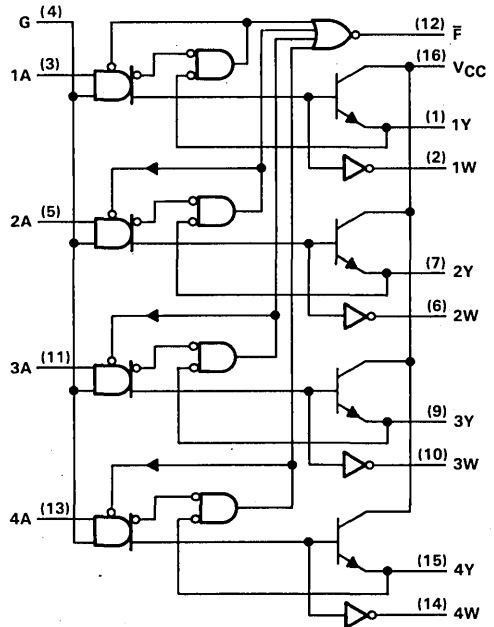 G (4)
(12) F̅
1A (3)
(16) VCC
(1) 1Y
(2) 1W
2A (5)
(7) 2Y
(6) 2W
3A (11)
(9) 3Y
(10) 3W
4A (13)
(15) 4Y
(14) 4W